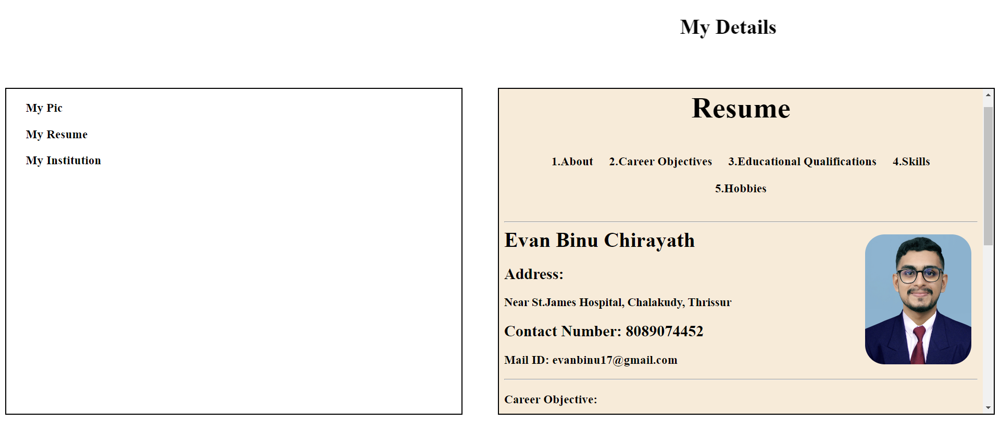 My Details
My Pic
My Resume
My Institution
Resume
1.About 2.Career Objectives 3.Educational Qualifications 4.Skills
5.Hobbies
Evan Binu Chirayath
Address:
Near St.James Hospital, Chalakudy, Thrissur
Contact Number: 8089074452
Mail ID: evanbinu17@gmail.com
Career Objective: